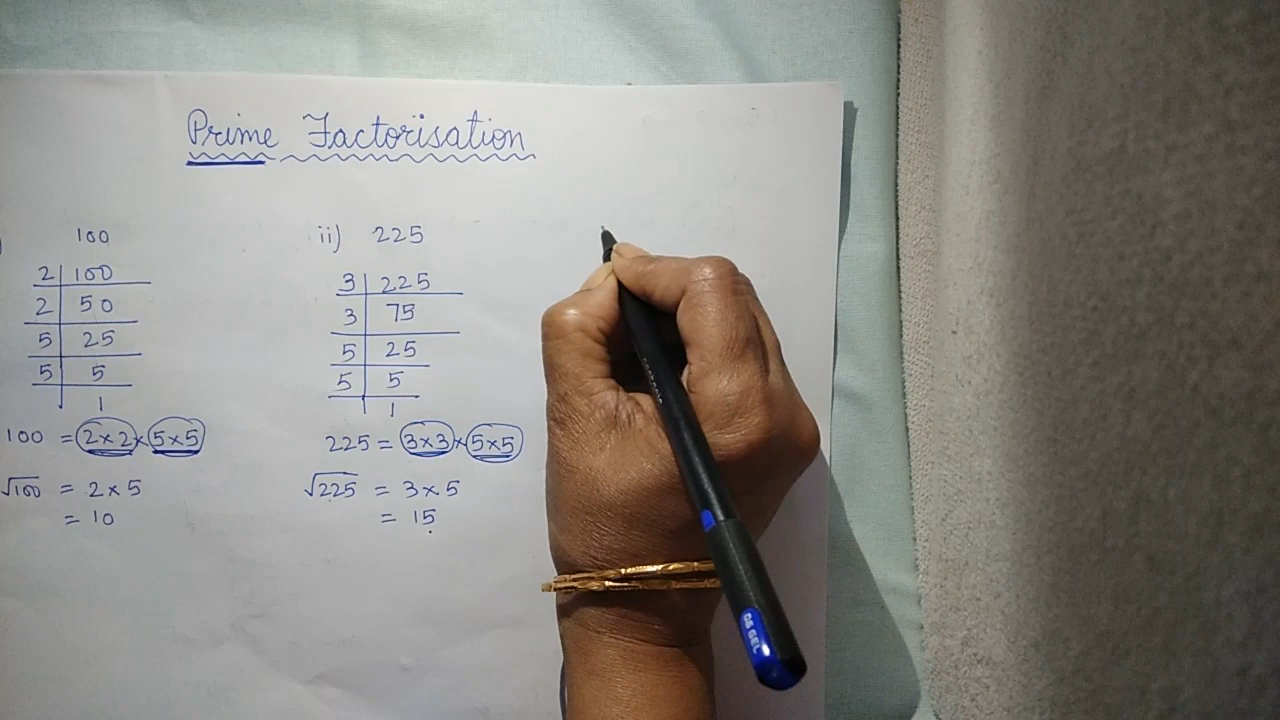 Prime Factorisation
) 100
2 | 100
2 | 50
5 | 25
5 | 5
1
100 = 2×2×5×5
√100 = 2×5
= 10
ii) 225
3 | 225
3 | 75
5 | 25
5 | 5
1
225 = 3×3×5×5
√225 = 3×5
= 15
D6 GEL